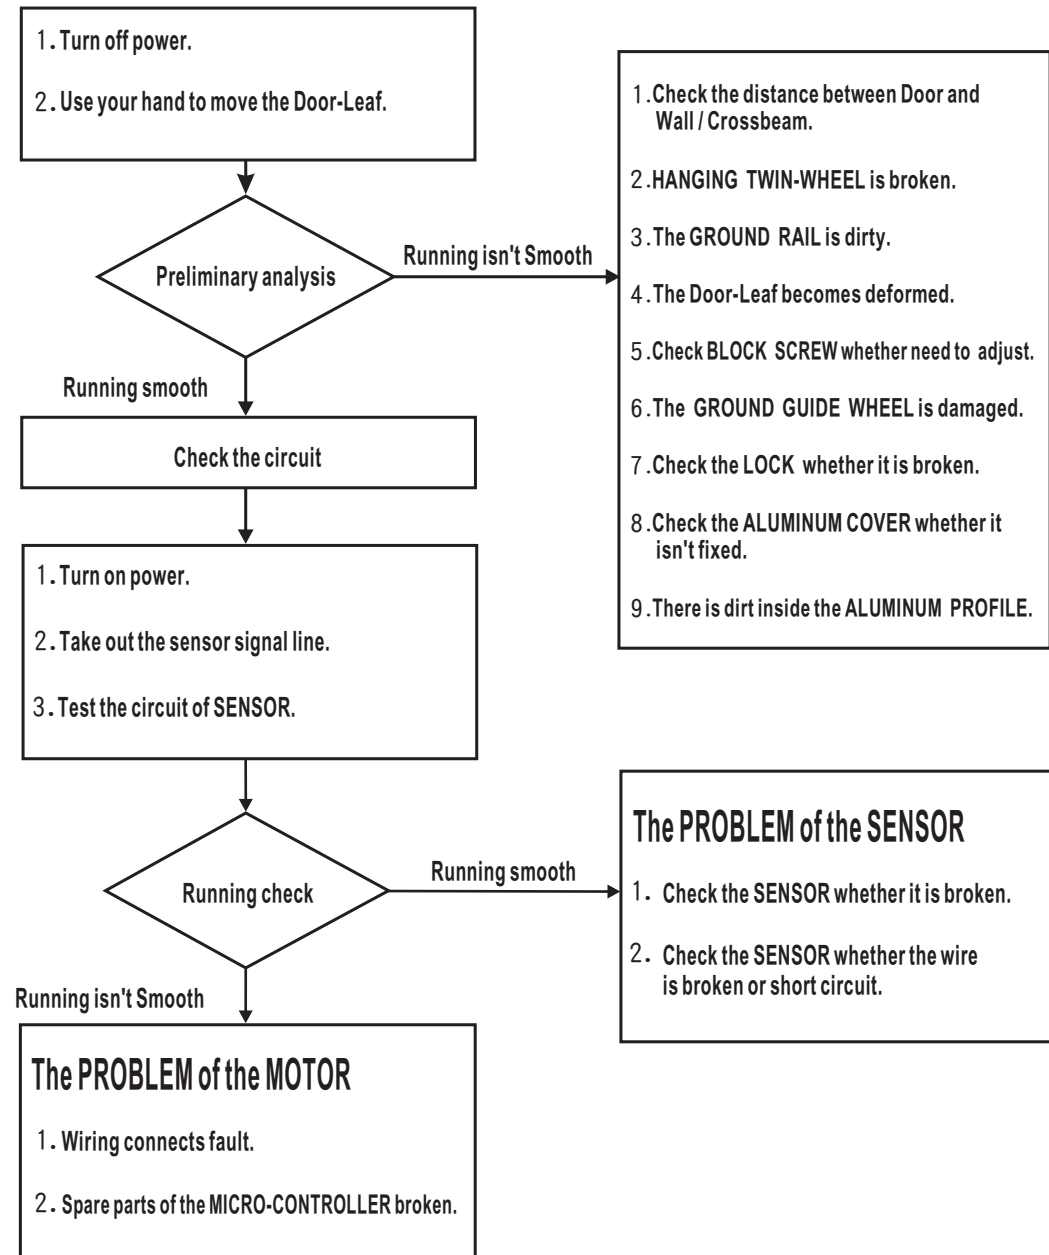 1. Turn off power.
2. Use your hand to move the Door-Leaf.
Preliminary analysis
Running isn't Smooth
1. Check the distance between Door and
Wall / Crossbeam.
2. HANGING TWIN-WHEEL is broken.
3. The GROUND RAIL is dirty.
4. The Door-Leaf becomes deformed.
5. Check BLOCK SCREW whether need to adjust.
6. The GROUND GUIDE WHEEL is damaged.
7. Check the LOCK whether it is broken.
8. Check the ALUMINUM COVER whether it
isn't fixed.
9. There is dirt inside the ALUMINUM PROFILE.
Running smooth
Check the circuit
1. Turn on power.
2. Take out the sensor signal line.
3. Test the circuit of SENSOR.
Running check
Running smooth
The PROBLEM of the SENSOR
1. Check the SENSOR whether it is broken.
2. Check the SENSOR whether the wire
is broken or short circuit.
Running isn't Smooth
The PROBLEM of the MOTOR
1. Wiring connects fault.
2. Spare parts of the MICRO-CONTROLLER broken.